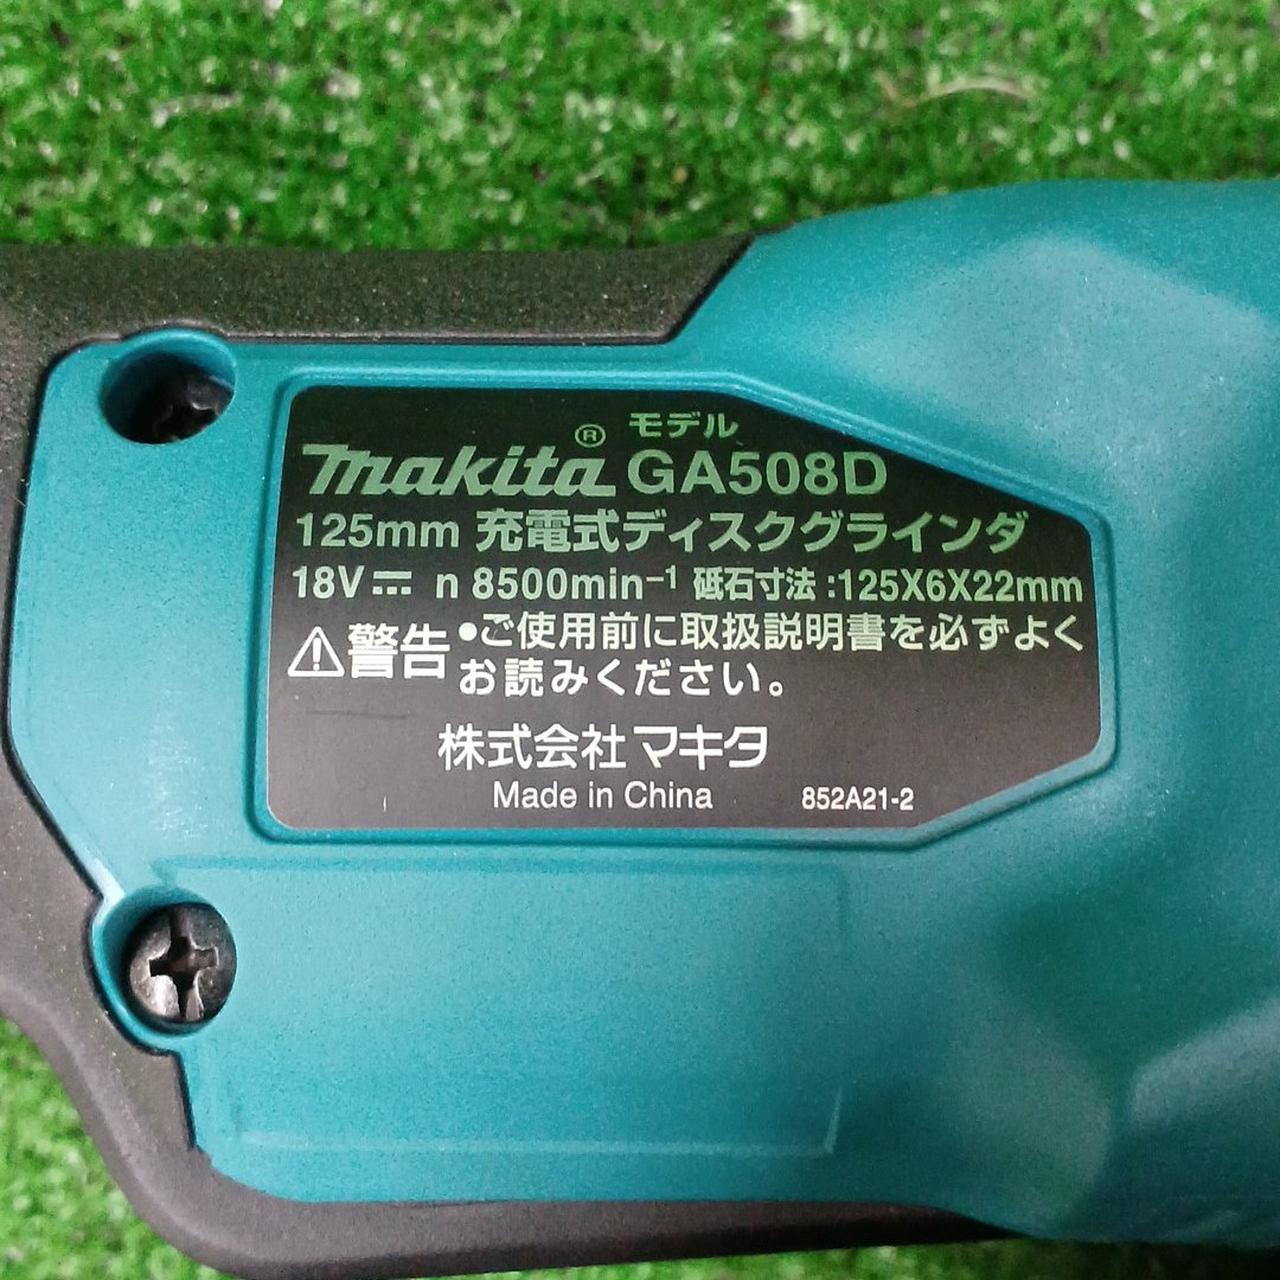 モデル
makita® GA508D
125mm 充電式ディスクグラインダ
18V⎓ n 8500min⁻¹ 砥石寸法:125X6X22mm
⚠警告 •ご使用前に取扱説明書を必ずよく
お読みください。
株式会社マキタ
Made in China 852A21-2